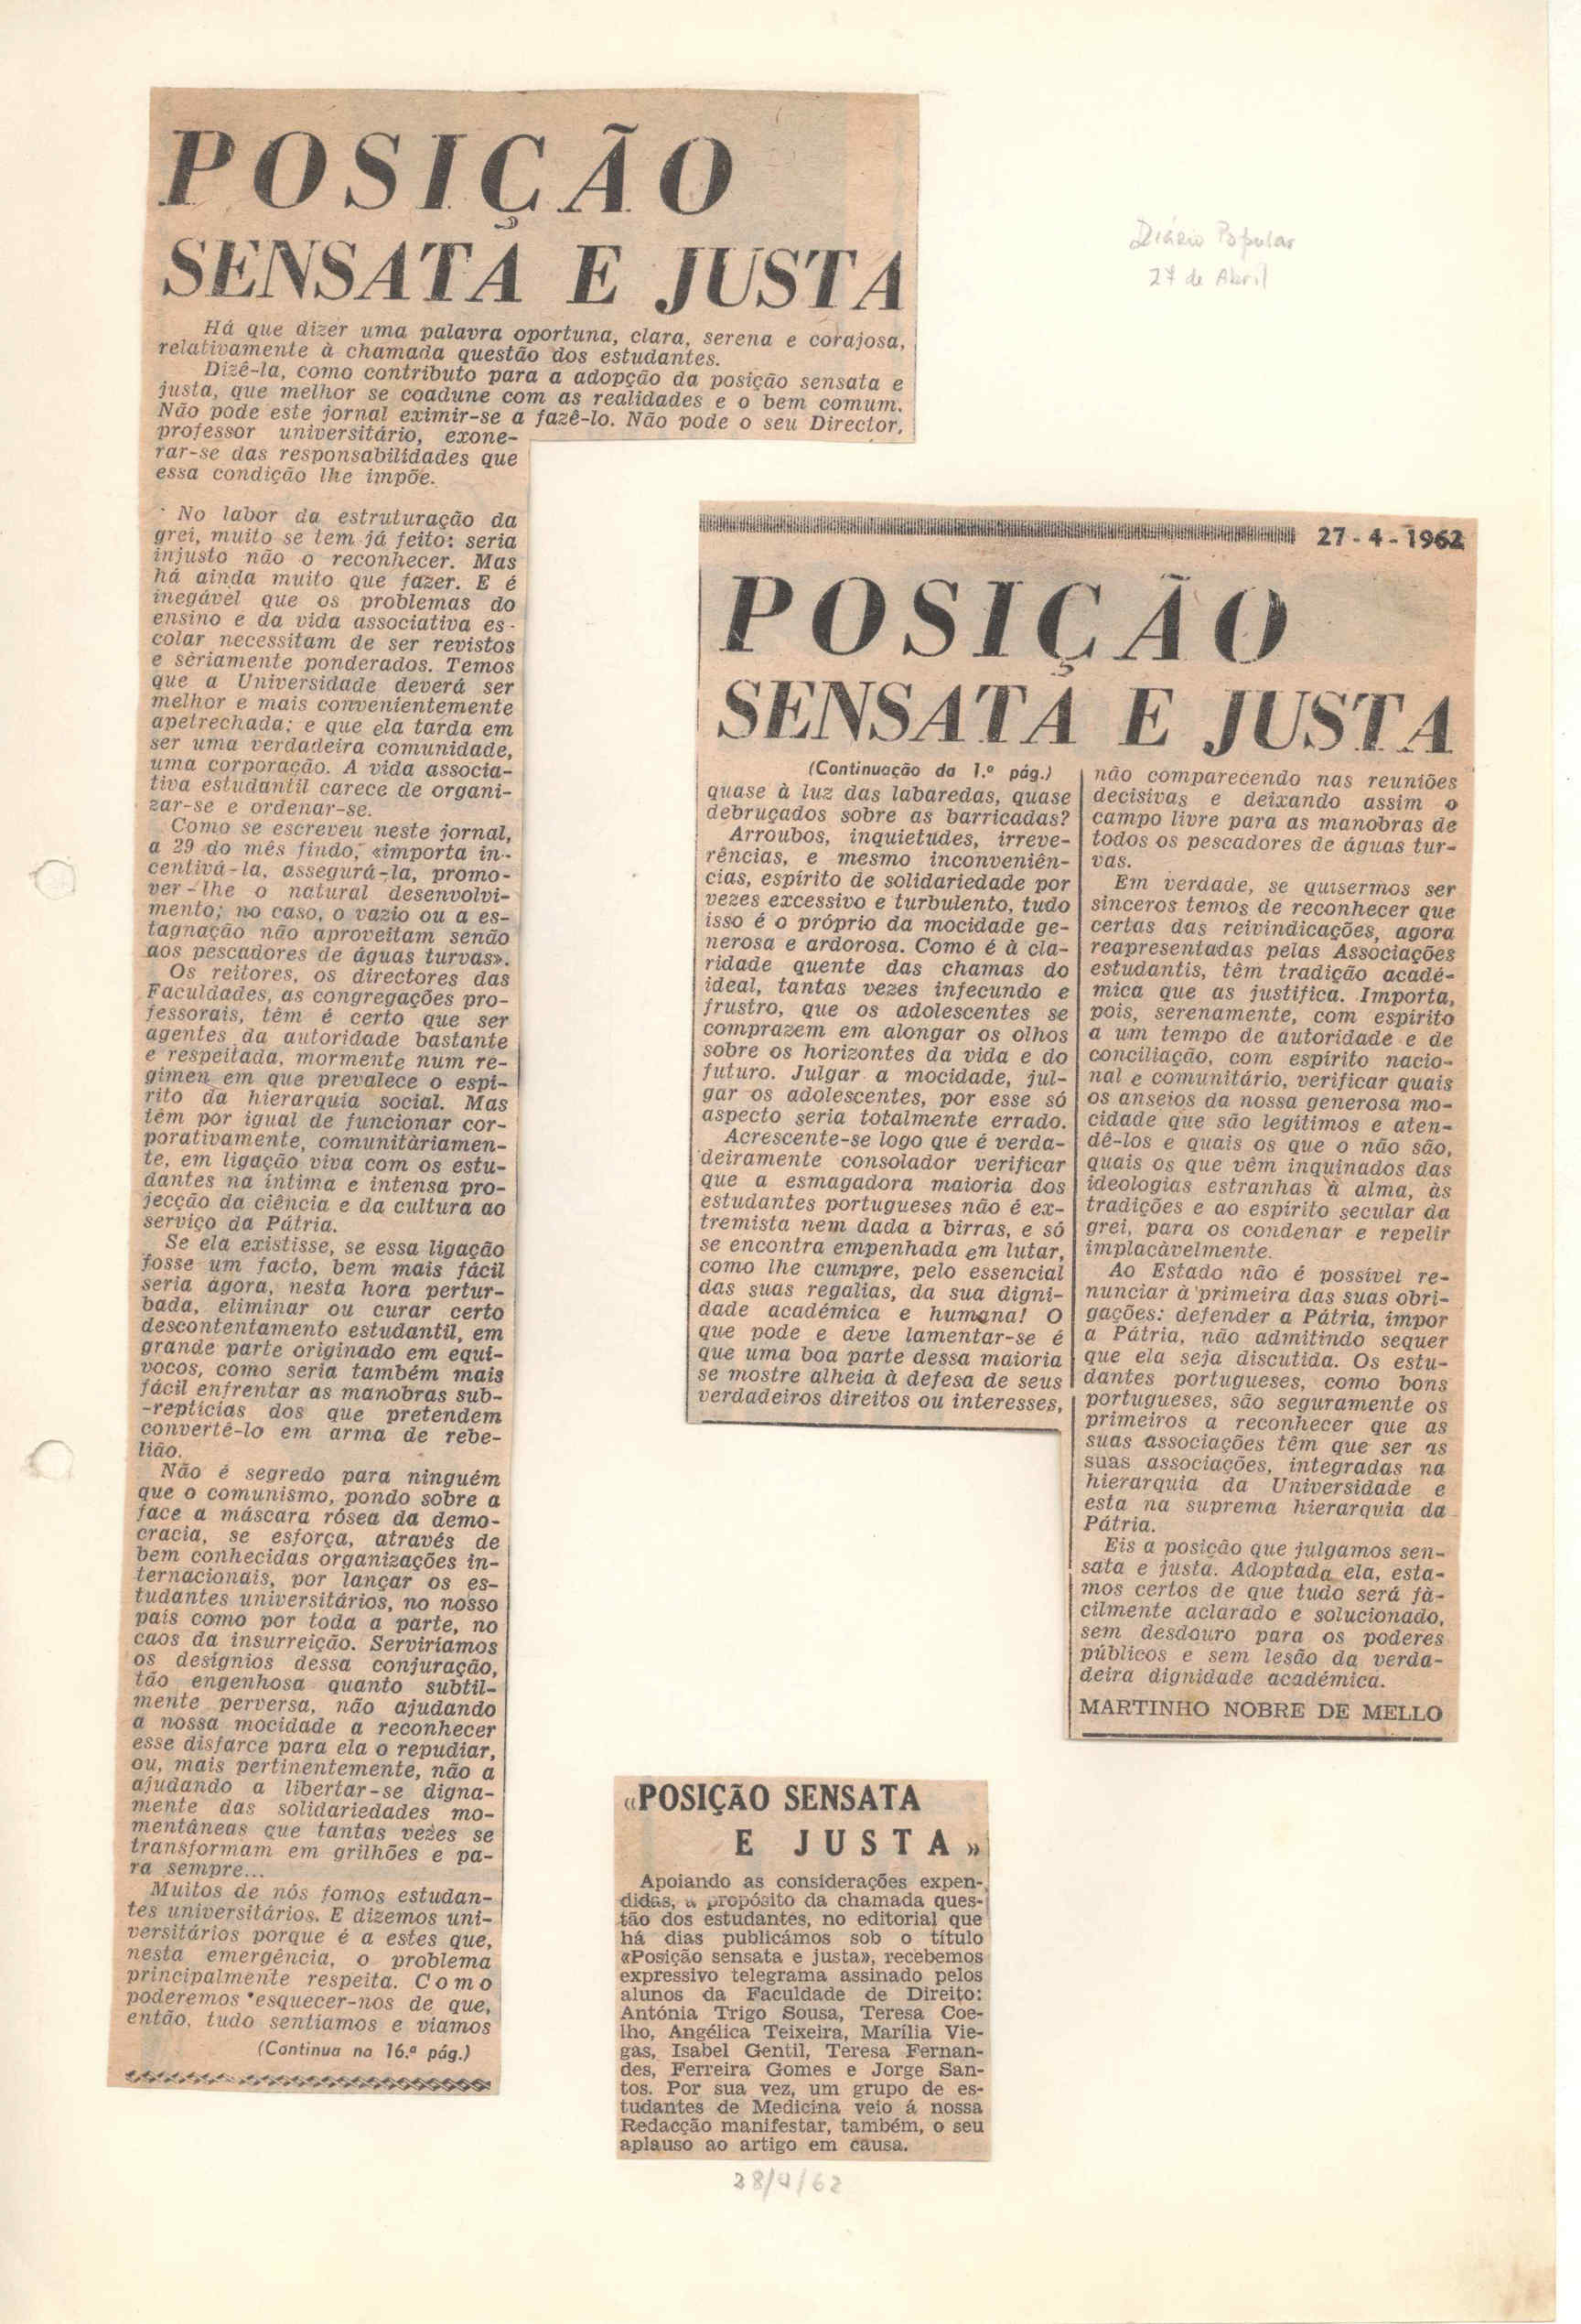 POSIÇÃO
SENSATA E JUSTA
Há que dizer uma palavra oportuna, clara, serena e corajosa,
relativamente à chamada questão dos estudantes.
Dizê-la, como contributo para a adopção da posição sensata e
justa, que melhor se coadune com as realidades e o bem comum.
Não pode este jornal eximir-se a fazê-lo. Não pode o seu Director,
professor universitário, exone-
rar-se das responsabilidades que
essa condição lhe impõe.
No labor da estruturação da
grei, muito se tem já feito: seria
injusto não o reconhecer. Mas
há ainda muito que fazer. E é
inegável que os problemas do
ensino e da vida associativa es-
colar necessitam de ser revistos
e sèriamente ponderados. Temos
que a Universidade deverá ser
melhor e mais convenientemente
apetrechada; e que ela tarda em
ser uma verdadeira comunidade,
uma corporação. A vida associa-
tiva estudantil carece de organi-
zar-se e ordenar-se.
Como se escreveu neste jornal,
a 29 do mês findo, «importa in-
centivá-la, assegurá-la, promo-
ver-lhe o natural desenvolvi-
mento; no caso, o vazio ou a es-
tagnação não aproveitam senão
aos pescadores de águas turvas».
Os reitores, os directores das
Faculdades, as congregações pro-
fessorais, têm é certo que ser
agentes da autoridade bastante
e respeitada, mormente num re-
gimen em que prevalece o espí-
rito da hierarquia social. Mas
têm por igual de funcionar cor-
porativamente, comunitàriamen-
te, em ligação viva com os estu-
dantes na íntima e intensa pro-
jecção da ciência e da cultura ao
serviço da Pátria.
Se ela existisse, se essa ligação
fosse um facto, bem mais fácil
seria agora, nesta hora pertur-
bada, eliminar ou curar certo
descontentamento estudantil, em
grande parte originado em equí-
vocos, como seria também mais
fácil enfrentar as manobras sub-
-reptícias dos que pretendem
convertê-lo em arma de rebe-
lião.
Não é segredo para ninguém
que o comunismo, pondo sobre a
face a máscara rósea da demo-
cracia, se esforça, através de
bem conhecidas organizações in-
ternacionais, por lançar os es-
tudantes universitários, no nosso
país como por toda a parte, no
caos da insurreição. Serviríamos
os desígnios dessa conjuração,
tão engenhosa quanto subtil-
mente perversa, não ajudando
a nossa mocidade a reconhecer
esse disfarce para ela o repudiar,
ou, mais pertinentemente, não a
ajudando a libertar-se digna-
mente das solidariedades mo-
mentâneas que tantas vezes se
transformam em grilhões e pa-
ra sempre...
Muitos de nós fomos estudan-
tes universitários. E dizemos uni-
versitários porque é a estes que,
nesta emergência, o problema
principalmente respeita. Como
poderemos esquecer-nos de que,
então, tudo sentíamos e víamos
(Continua na 16.ª pág.)
Diário Popular
27 de Abril
27-4-1962
POSIÇÃO
SENSATA E JUSTA
(Continuação da 1.ª pág.)
quase à luz das labaredas, quase
debruçados sobre as barricadas?
Arroubos, inquietudes, irreve-
rências, e mesmo inconveniên-
cias, espírito de solidariedade por
vezes excessivo e turbulento, tudo
isso é o próprio da mocidade ge-
nerosa e ardorosa. Como é à cla-
ridade quente das chamas do
ideal, tantas vezes infecundo e
frustro, que os adolescentes se
comprazem em alongar os olhos
sobre os horizontes da vida e do
futuro. Julgar a mocidade, jul-
gar os adolescentes, por esse só
aspecto seria totalmente errado.
Acrescente-se logo que é verda-
deiramente consolador verificar
que a esmagadora maioria dos
estudantes portugueses não é ex-
tremista nem dada a birras, e só
se encontra empenhada em lutar,
como lhe cumpre, pelo essencial
das suas regalias, da sua digni-
dade académica e humana! O
que pode e deve lamentar-se é
que uma boa parte dessa maioria
se mostre alheia à defesa de seus
verdadeiros direitos ou interesses,
não comparecendo nas reuniões
decisivas e deixando assim o
campo livre para as manobras de
todos os pescadores de águas tur-
vas.
Em verdade, se quisermos ser
sinceros temos de reconhecer que
certas das reivindicações, agora
reapresentadas pelas Associações
estudantis, têm tradição acadé-
mica que as justifica. Importa,
pois, serenamente, com espírito
a um tempo de autoridade e de
conciliação, com espírito nacio-
nal e comunitário, verificar quais
os anseios da nossa generosa mo-
cidade que são legítimos e aten-
dê-los e quais os que o não são,
quais os que vêm inquinados das
ideologias estranhas à alma, às
tradições e ao espírito secular da
grei, para os condenar e repelir
implacàvelmente.
Ao Estado não é possível re-
nunciar à primeira das suas obri-
gações: defender a Pátria, impor
a Pátria, não admitindo sequer
que ela seja discutida. Os estu-
dantes portugueses, como bons
portugueses, são seguramente os
primeiros a reconhecer que as
suas associações têm que ser as
suas associações, integradas na
hierarquia da Universidade e
esta na suprema hierarquia da
Pátria.
Eis a posição que julgamos sen-
sata e justa. Adoptada ela, esta-
mos certos de que tudo será fà-
cilmente aclarado e solucionado,
sem desdouro para os poderes
públicos e sem lesão da verda-
deira dignidade académica.
MARTINHO NOBRE DE MELLO
«POSIÇÃO SENSATA
E JUSTA»
Apoiando as considerações expen-
didas, a propósito da chamada ques-
tão dos estudantes, no editorial que
há dias publicámos sob o título
«Posição sensata e justa», recebemos
expressivo telegrama assinado pelos
alunos da Faculdade de Direito:
Antónia Trigo Sousa, Teresa Coe-
lho, Angélica Teixeira, Marília Vie-
gas, Isabel Gentil, Teresa Fernan-
des, Ferreira Gomes e Jorge San-
tos. Por sua vez, um grupo de es-
tudantes de Medicina veio á nossa
Redacção manifestar, também, o seu
aplauso ao artigo em causa.
28/4/62